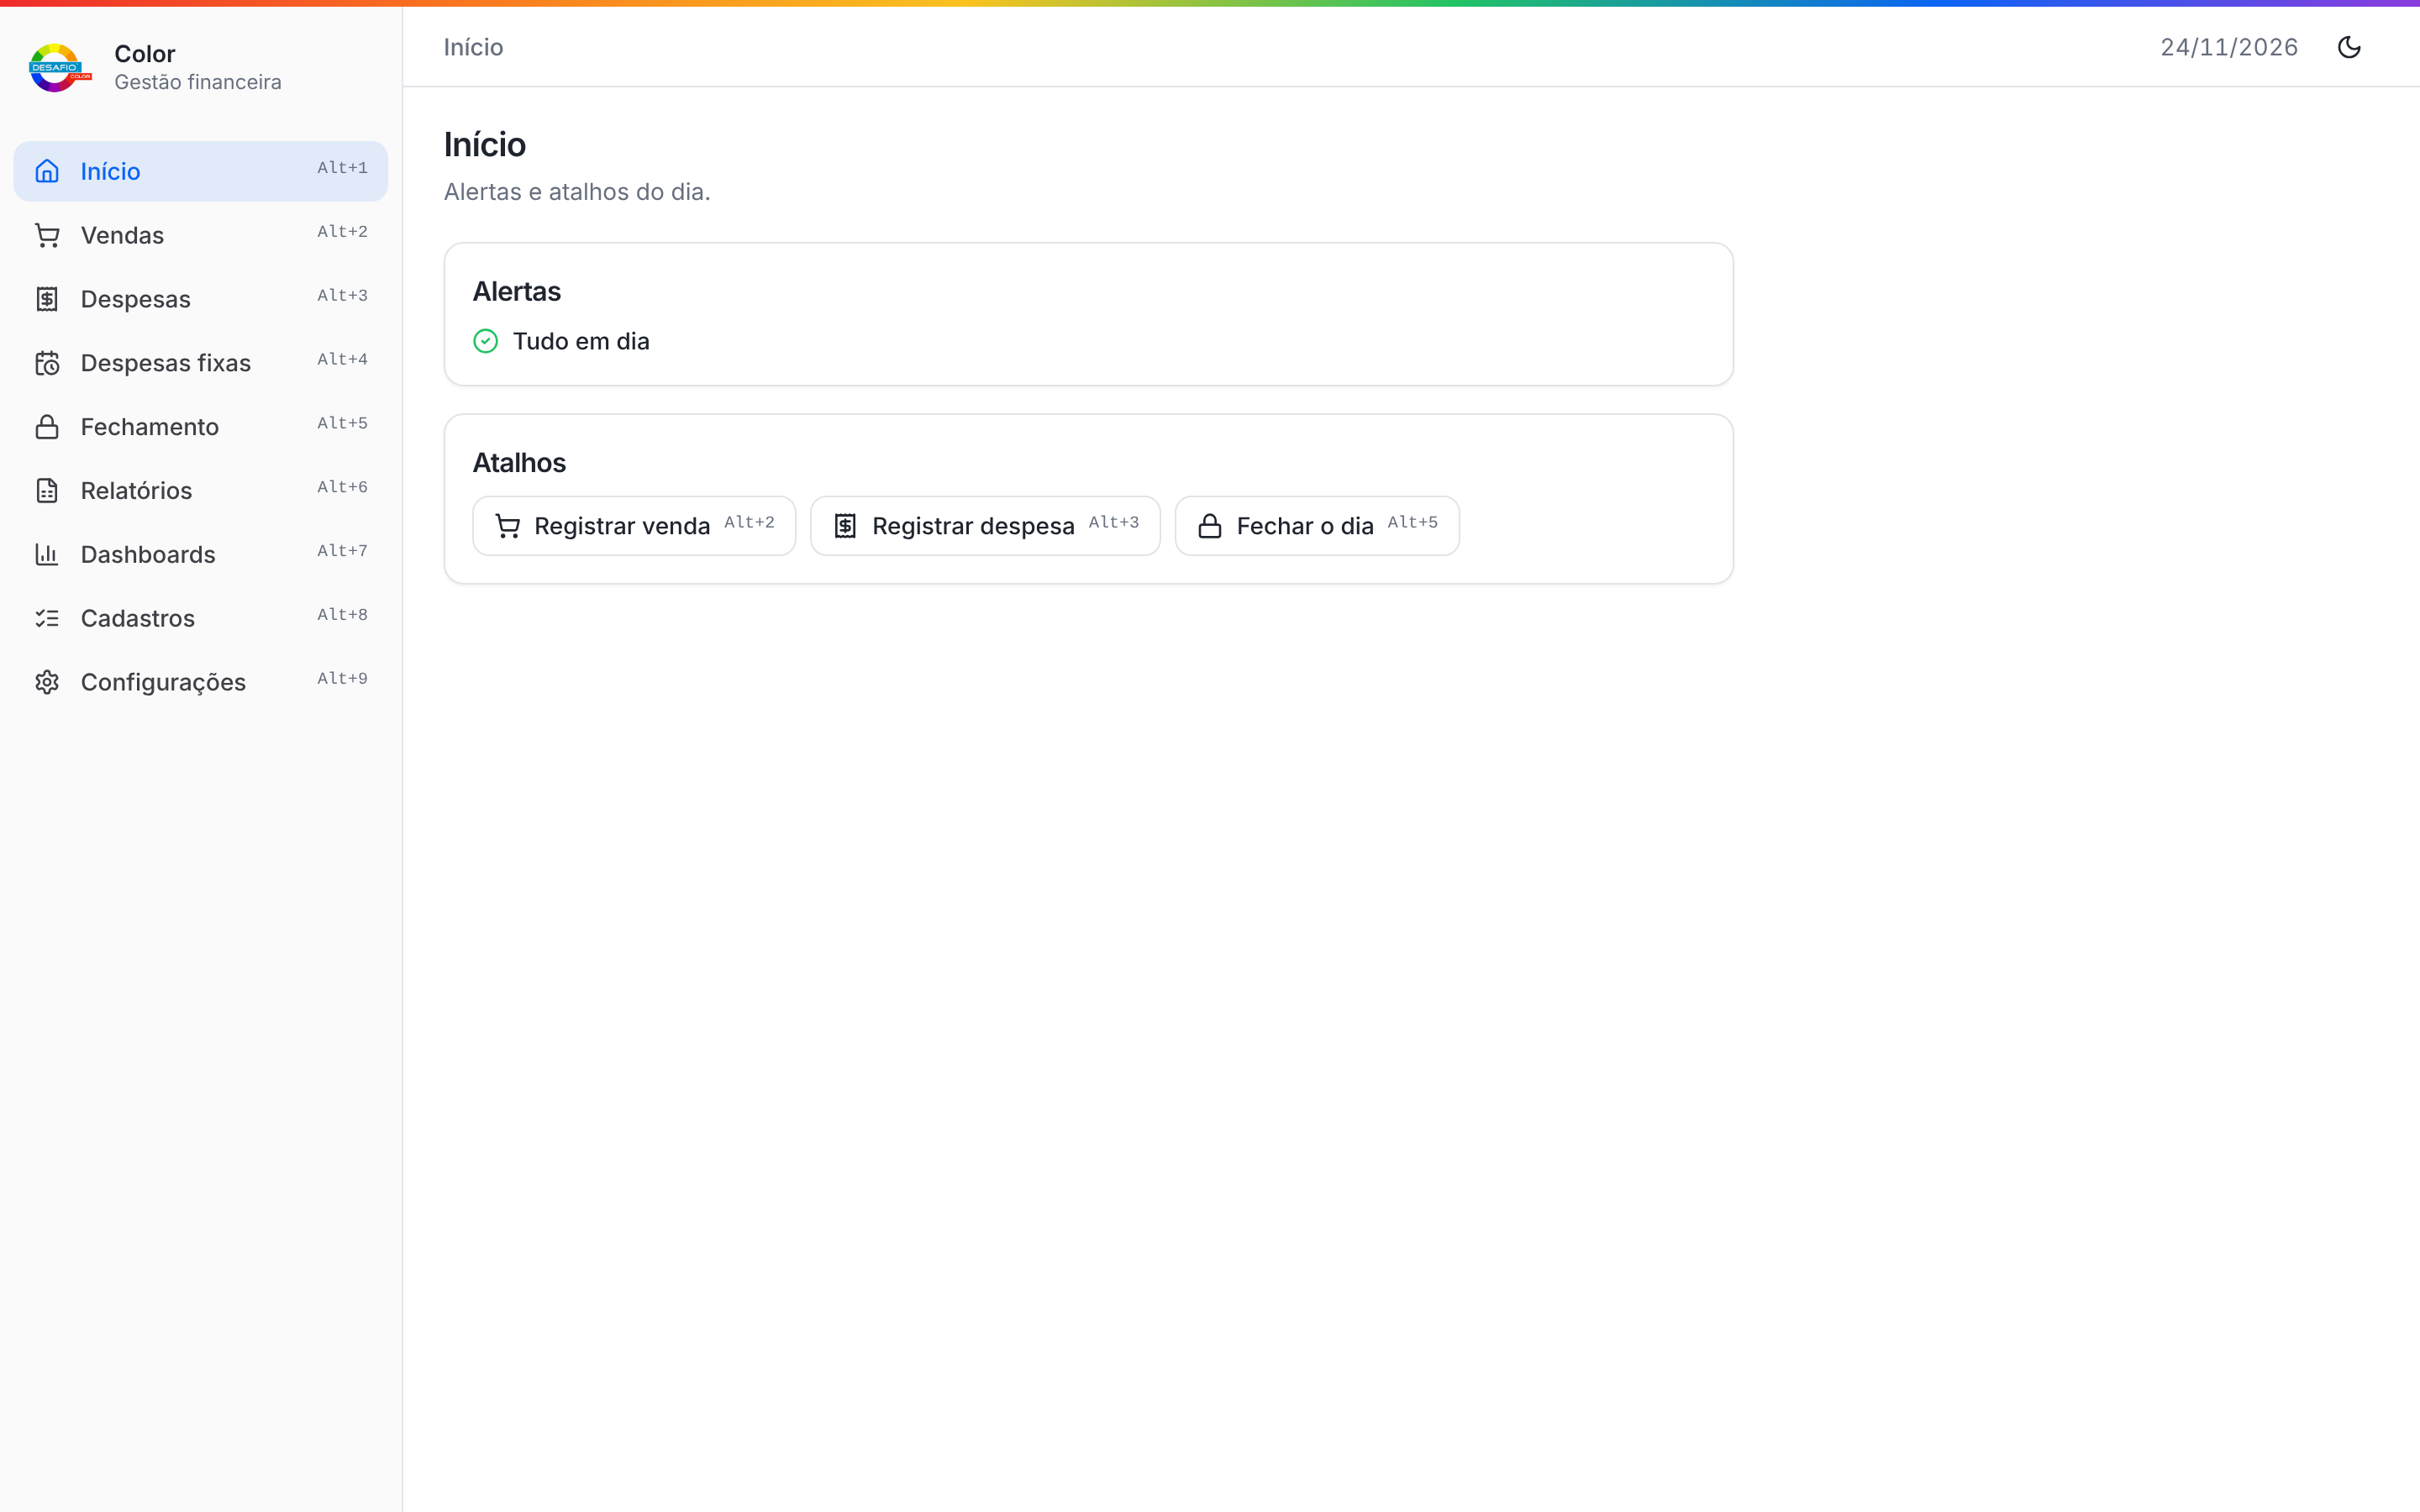 DESAFIO
COLOR
Color
Gestão financeira
Início Alt+1
Vendas Alt+2
Despesas Alt+3
Despesas fixas Alt+4
Fechamento Alt+5
Relatórios Alt+6
Dashboards Alt+7
Cadastros Alt+8
Configurações Alt+9
Início 24/11/2026
Início
Alertas e atalhos do dia.
Alertas
Tudo em dia
Atalhos
Registrar venda Alt+2 Registrar despesa Alt+3 Fechar o dia Alt+5